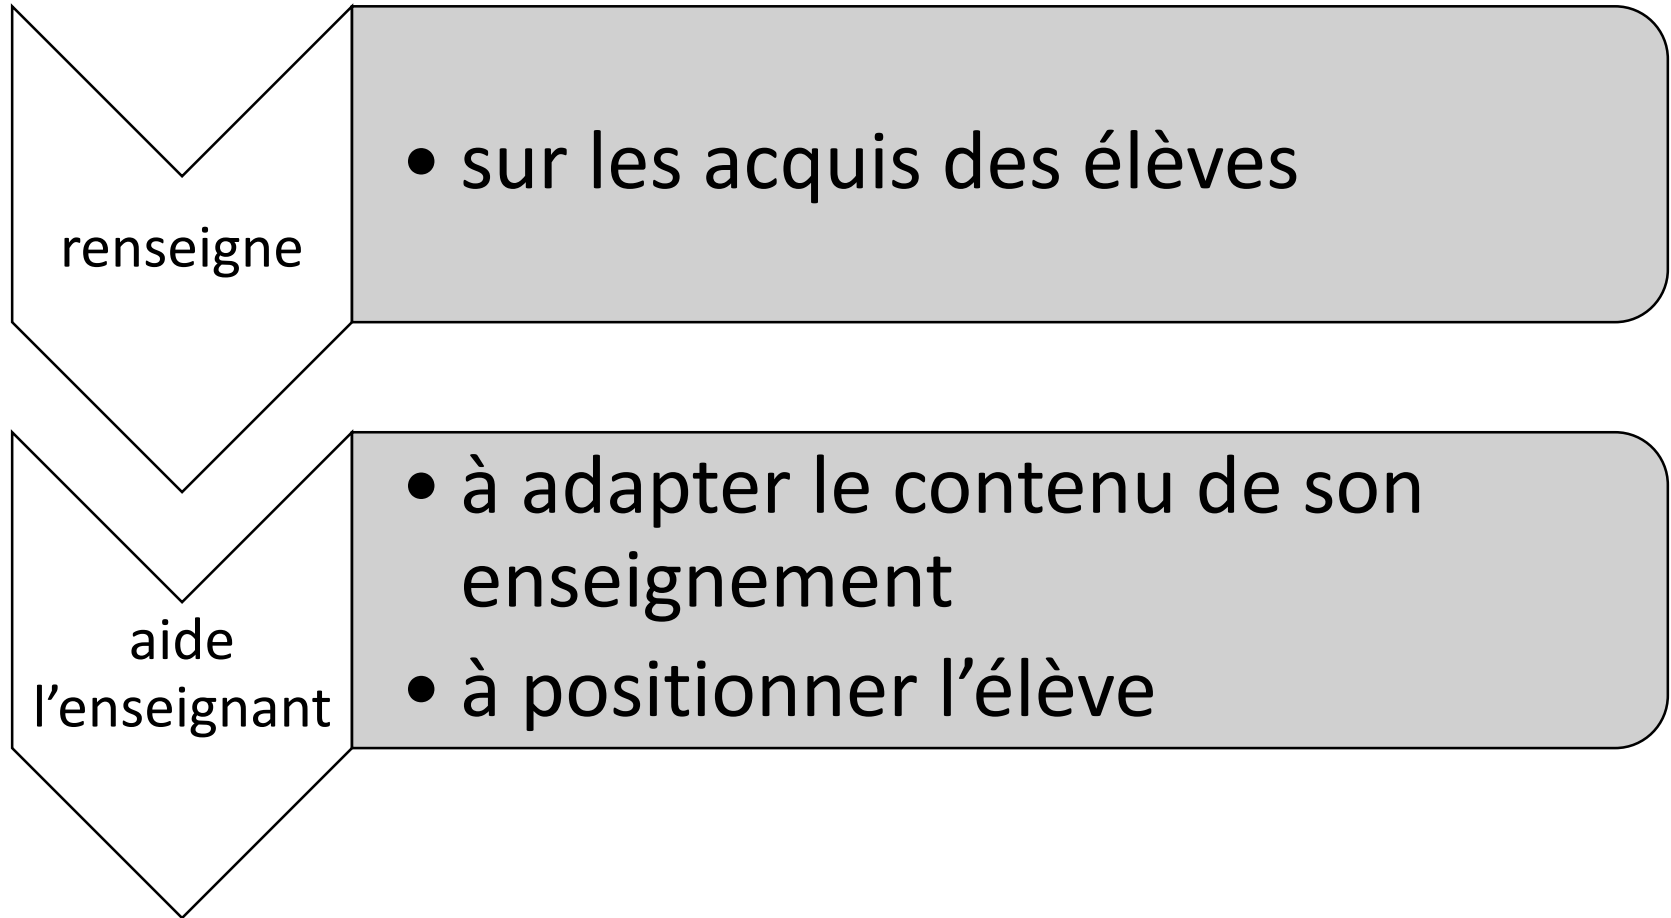 renseigne
• sur les acquis des élèves
aide
l’enseignant
• à adapter le contenu de son
enseignement
• à positionner l’élève